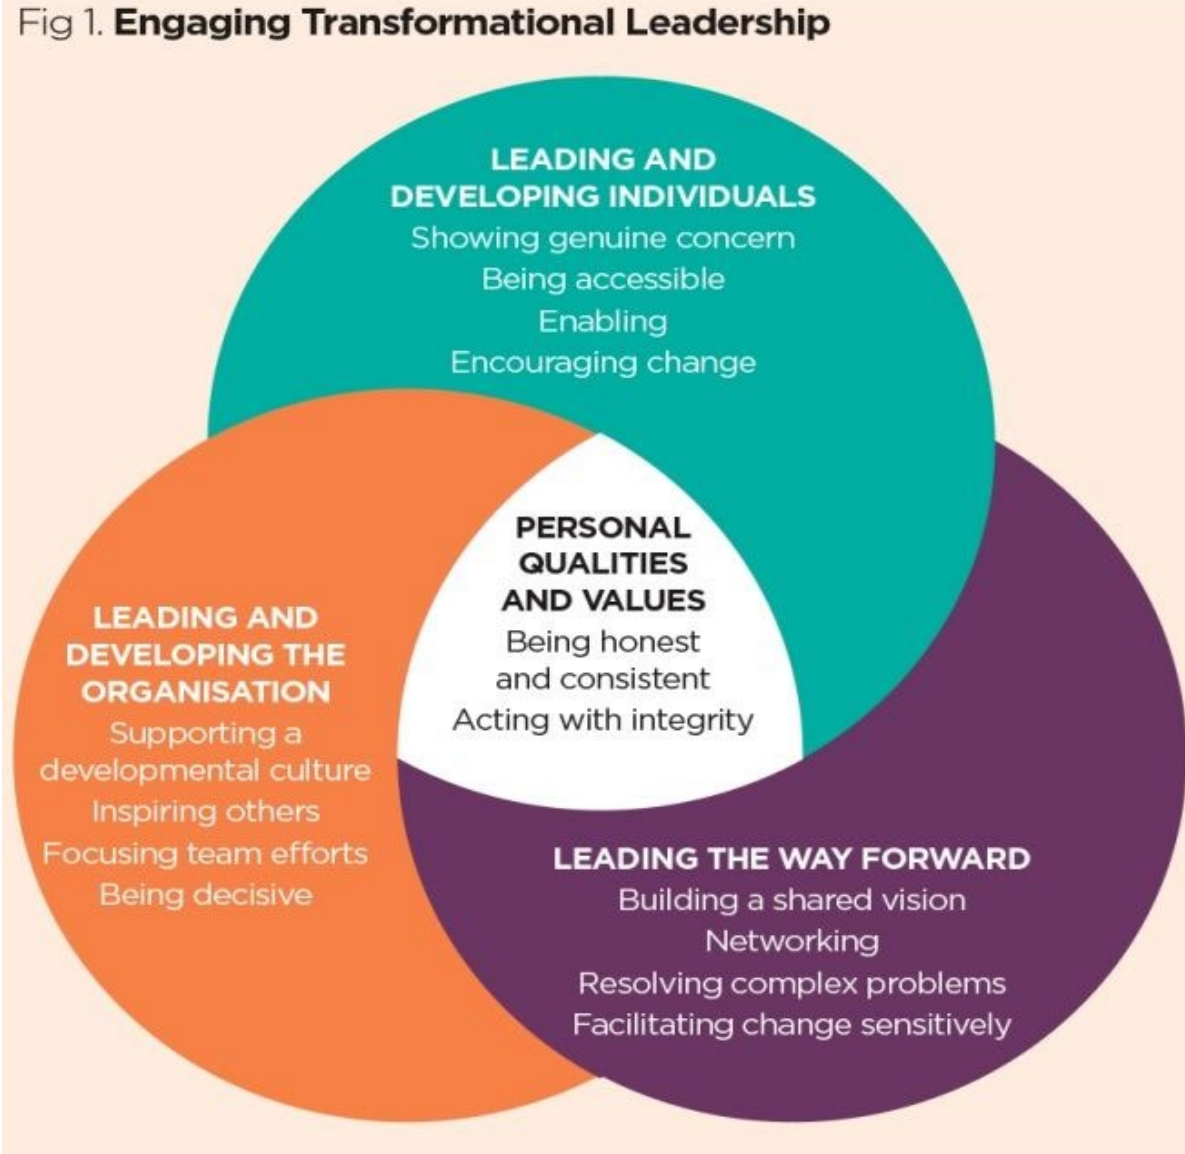 Fig 1. Engaging Transformational Leadership
LEADING AND
DEVELOPING INDIVIDUALS
Showing genuine concern
Being accessible
Enabling
Encouraging change
PERSONAL
QUALITIES
AND VALUES
Being honest
and consistent
Acting with integrity
LEADING AND
DEVELOPING THE
ORGANISATION
Supporting a
developmental culture
Inspiring others
Focusing team efforts
Being decisive
LEADING THE WAY FORWARD
Building a shared vision
Networking
Resolving complex problems
Facilitating change sensitively